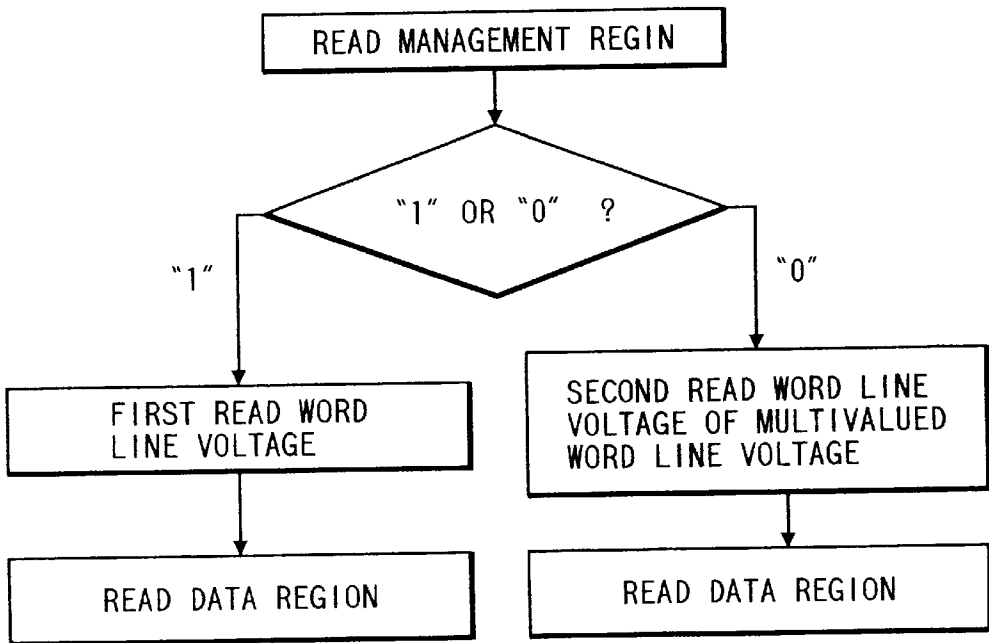 READ MANAGEMENT REGIN
"1" OR "0" ?
"1"
"0"
FIRST READ WORD
LINE VOLTAGE
SECOND READ WORD LINE
VOLTAGE OF MULTIVALUED
WORD LINE VOLTAGE
READ DATA REGION
READ DATA REGION